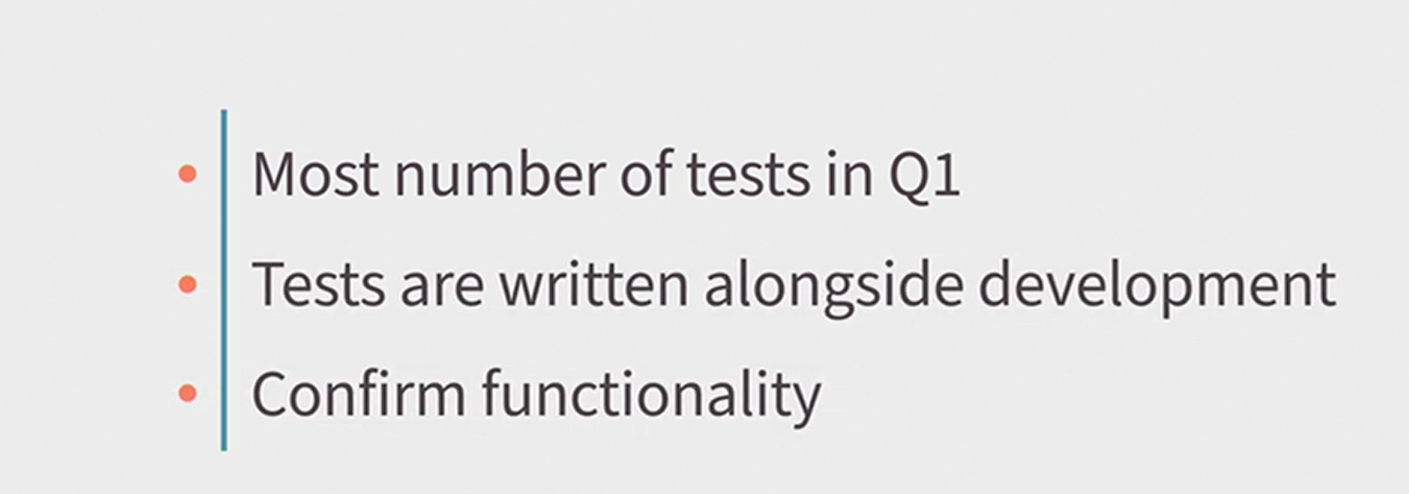 Most number of tests in Q1
Tests are written alongside development
Confirm functionality